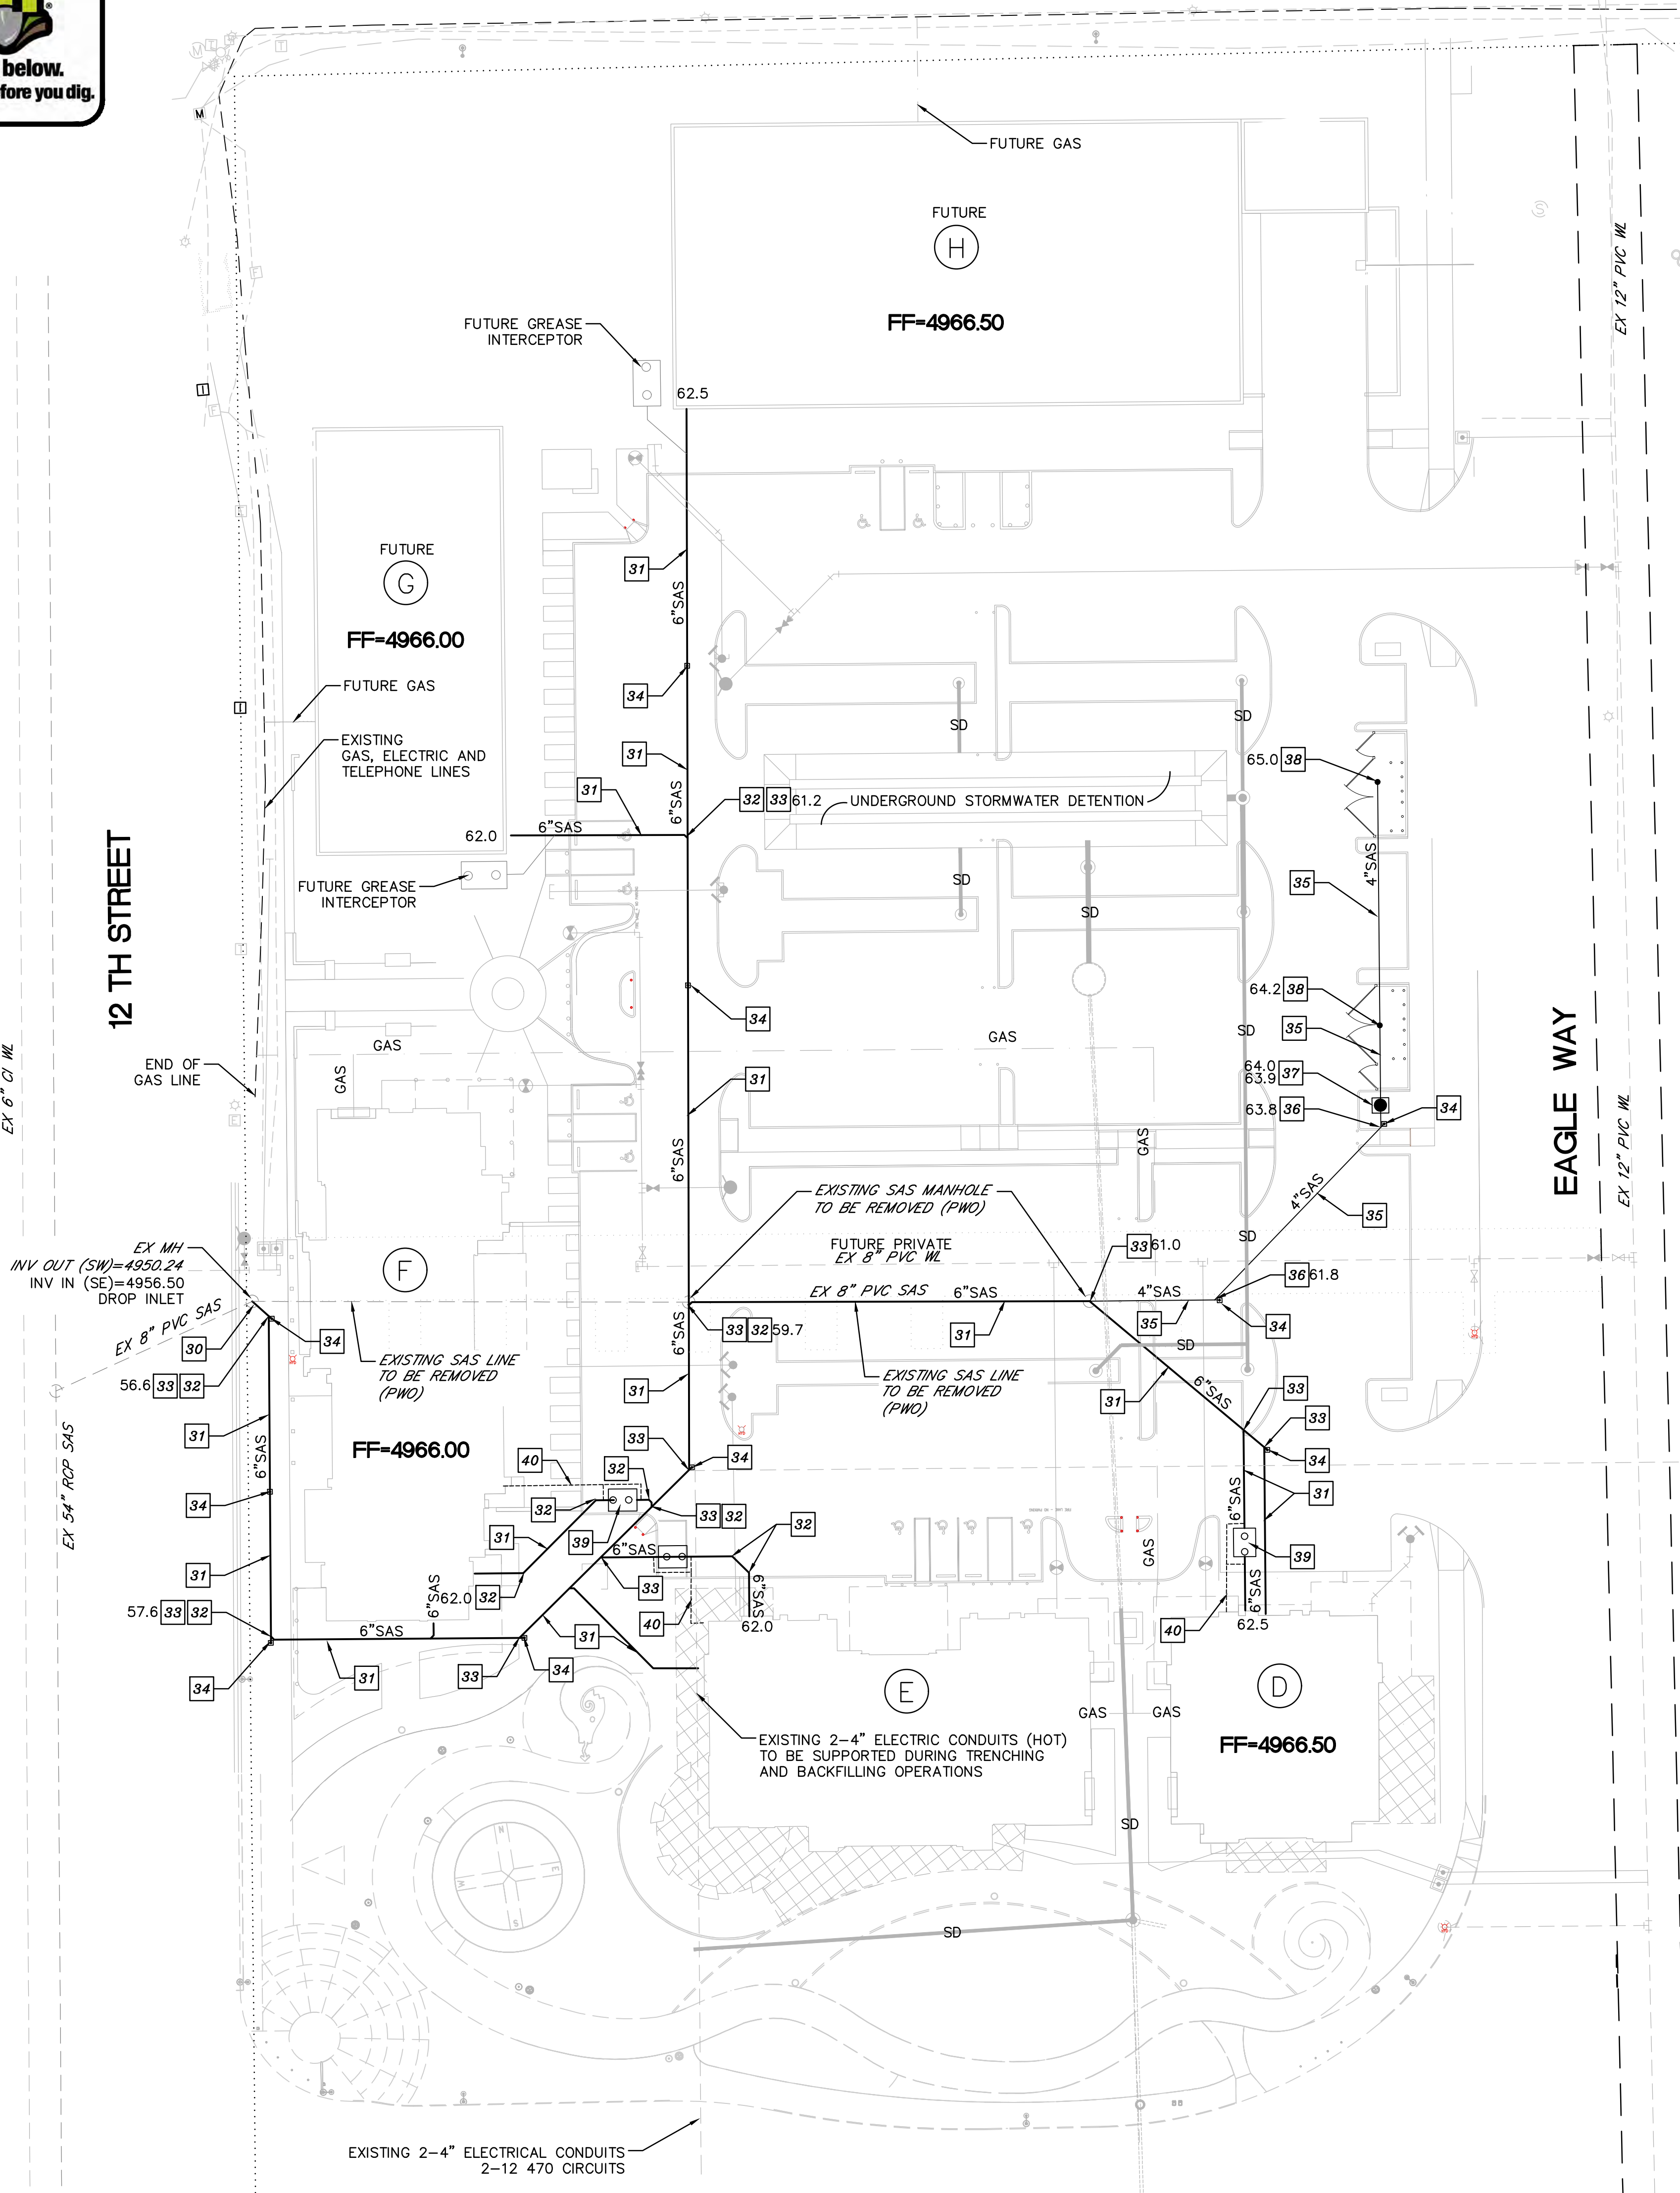 below.
fore you dig.
FUTURE GAS
FUTURE
H
FF=4966.50
EX 12" PVC WL
FUTURE GREASE
INTERCEPTOR
62.5
FUTURE
G
FF=4966.00
31
6"SAS
34
FUTURE GAS
EXISTING
GAS, ELECTRIC AND
TELEPHONE LINES
31
31
6"SAS
32 33 61.2
UNDERGROUND STORMWATER DETENTION
SD
SD
65.0 38
62.0
6"SAS
12 TH STREET
FUTURE GREASE
INTERCEPTOR
SD
SD
35
4"SAS
64.2 38
34
SD
35
EX 6" CI WL
END OF
GAS LINE
GAS
GAS
GAS
31
64.0
63.9 37
63.8 36
34
EAGLE WAY
EX 12" PVC WL
6"SAS
GAS
EXISTING SAS MANHOLE
TO BE REMOVED (PWO)
4"SAS
35
EX MH
INV OUT (SW)=4950.24
INV IN (SE)=4956.50
DROP INLET
F
FUTURE PRIVATE
EX 8" PVC WL
33 61.0
SD
36 61.8
EX 8" PVC SAS
EX 8" PVC SAS
6"SAS
4"SAS
30
34
6"SAS
33 32 59.7
31
35
34
SD
56.6 33 32
EXISTING SAS LINE
TO BE REMOVED
(PWO)
31
EXISTING SAS LINE
TO BE REMOVED
(PWO)
31
6"SAS
33
33
31
6"SAS
FF=4966.00
33
34
34
40
32
EX 54" RCP SAS
34
32
33 32
6"SAS
31
31
39
32
GAS
39
31
6"SAS
6"SAS
62.0 32
33
6"SAS
6"SAS
57.6 33 32
40
62.0
40
62.5
6"SAS
31
34
31
33
34
E
D
GAS
GAS
EXISTING 2-4" ELECTRIC CONDUITS (HOT)
TO BE SUPPORTED DURING TRENCHING
AND BACKFILLING OPERATIONS
FF=4966.50
SD
N
E
W
S
SD
EXISTING 2-4" ELECTRICAL CONDUITS
2-12 470 CIRCUITS